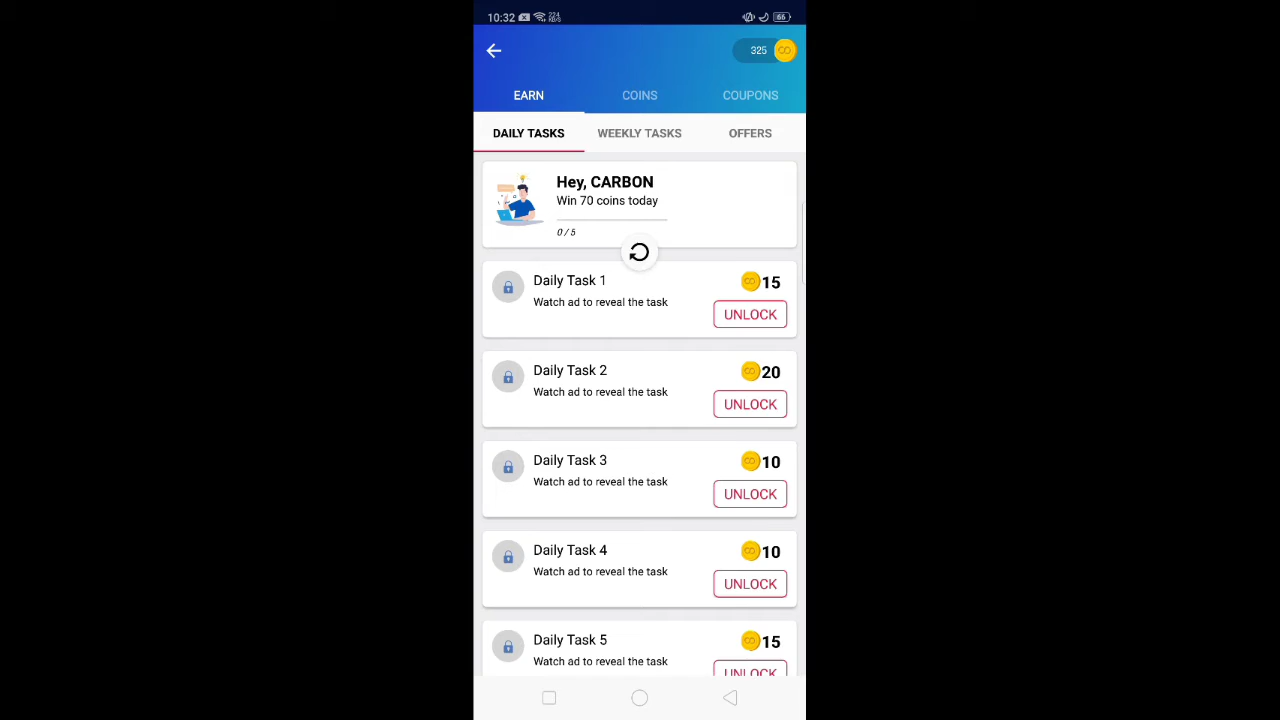 10:32 224 KB/S 66
325
EARN COINS COUPONS
DAILY TASKS WEEKLY TASKS OFFERS
Hey, CARBON
Win 70 coins today
0 / 5
Daily Task 1 15
Watch ad to reveal the task
UNLOCK
Daily Task 2 20
Watch ad to reveal the task
UNLOCK
Daily Task 3 10
Watch ad to reveal the task
UNLOCK
Daily Task 4 10
Watch ad to reveal the task
UNLOCK
Daily Task 5 15
Watch ad to reveal the task
UNLOCK